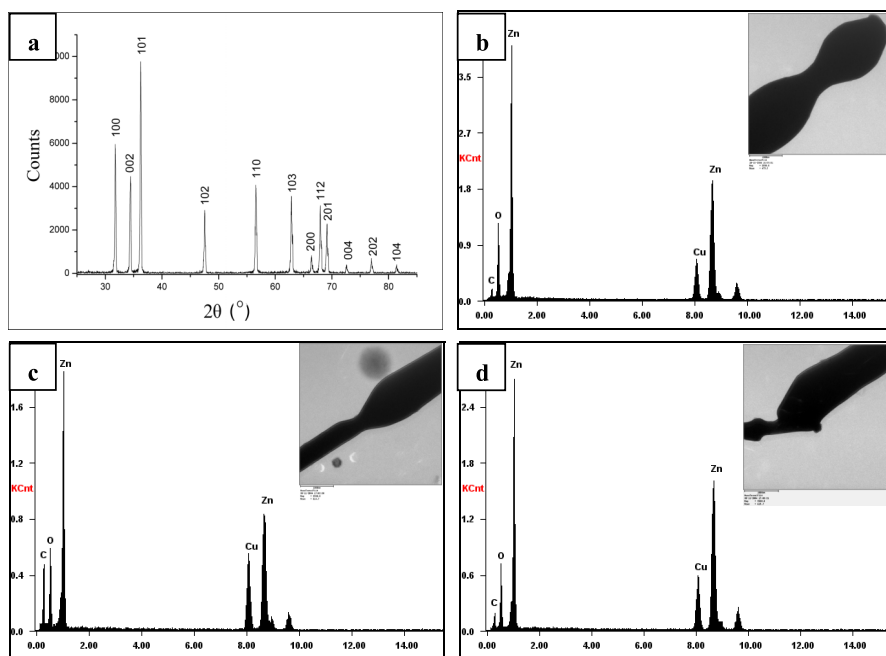 a
101
100
002
102
110
103
112
201
200
004
202
104
8000
6000
4000
2000
0
Counts
30 40 50 60 70 80
2θ (°)
b
Zn
3.5
2.7
KCnt
1.8
0.9
0.0
O
C
Cu
Zn
0.00 2.00 4.00 6.00 8.00 10.00 12.00 14.00
c
Zn
1.6
1.2
KCnt
0.8
0.4
0.0
C
O
Cu
Zn
0.00 2.00 4.00 6.00 8.00 10.00 12.00 14.00
d
Zn
2.4
1.8
KCnt
1.2
0.6
0.0
O
C
Cu
Zn
0.00 2.00 4.00 6.00 8.00 10.00 12.00 14.00